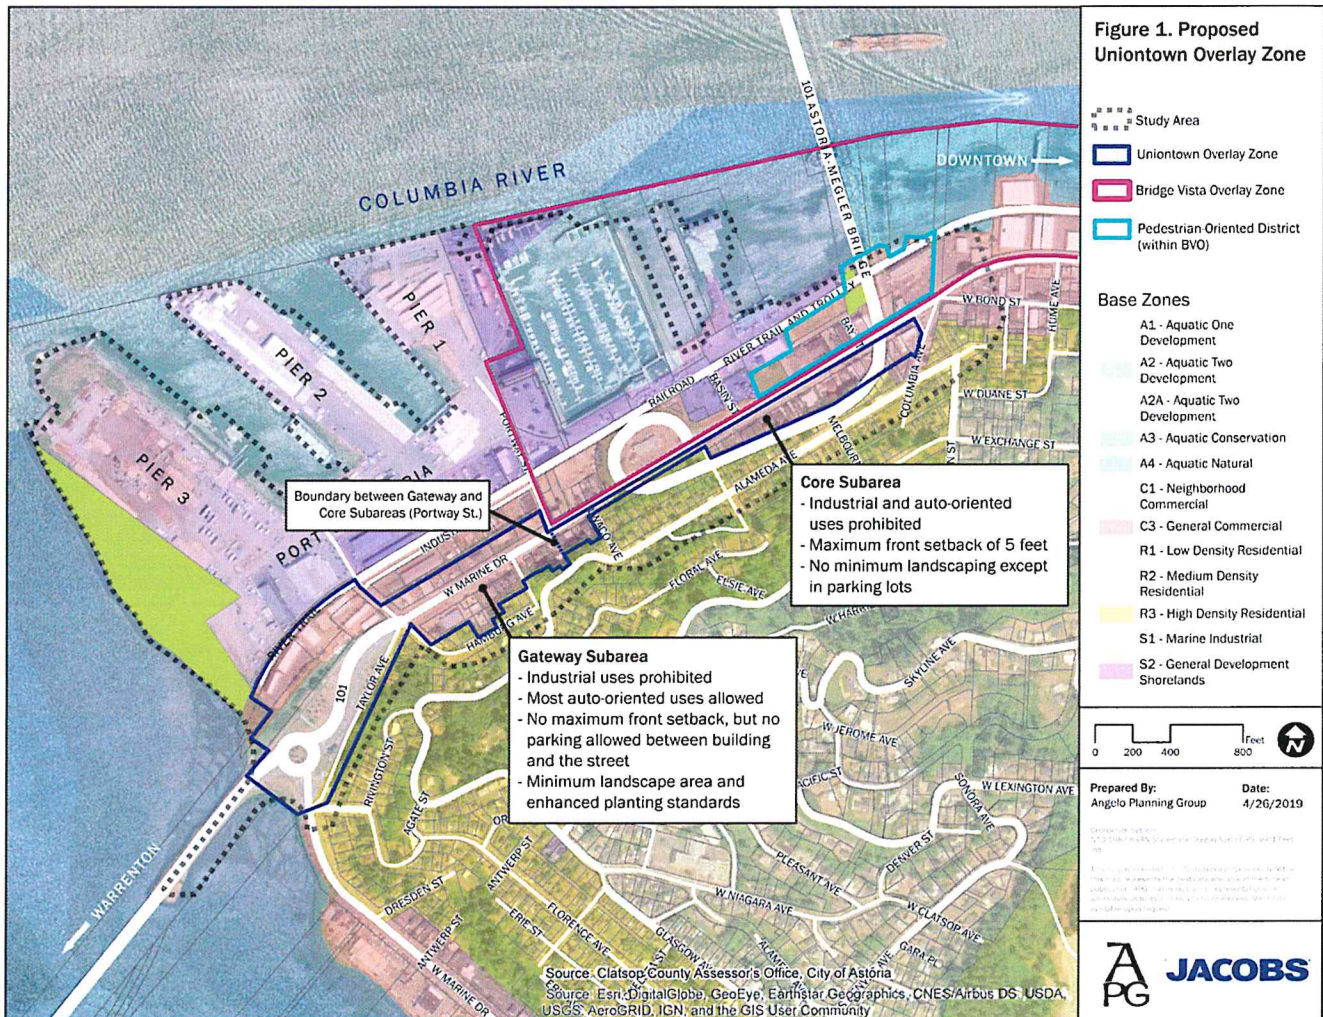 Figure 1. Proposed
Uniontown Overlay Zone
Study Area
Uniontown Overlay Zone
Bridge Vista Overlay Zone
Pedestrian Oriented District
(within BVO)
Base Zones
A1 - Aquatic One
Development
A2 - Aquatic Two
Development
A2A - Aquatic Two
Development
A3 - Aquatic Conservation
A4 - Aquatic Natural
C1 - Neighborhood
Commercial
C3 - General Commercial
R1 - Low Density Residential
R2 - Medium Density
Residential
R3 - High Density Residential
S1 - Marine Industrial
S2 - General Development
Shorelands
0 200 400 800 Feet
N
Prepared By:
Angelo Planning Group
Date:
4/26/2019
APG
JACOBS
COLUMBIA RIVER
101 ASTORIA-MEGLER BRIDGE
DOWNTOWN
PIER 1
PIER 2
PIER 3
RIVER TRAIL AND TROLLEY
RAILROAD
BASIN ST
BAY ST
PORTWAY ST
W BOND ST
HUME AVE
COLUMBIA AVE
W DUANE ST
W EXCHANGE ST
ALAMEDA AVE
Boundary between Gateway and
Core Subareas (Portway St.)
Core Subarea
- Industrial and auto-oriented
uses prohibited
- Maximum front setback of 5 feet
- No minimum landscaping except
in parking lots
W MARINE DR
WACO AVE
FLORAL AVE
ELSIE AVE
HAMBURG AVE
RIVER TRAIL
101
TAYLOR AVE
Gateway Subarea
- Industrial uses prohibited
- Most auto-oriented uses allowed
- No maximum front setback, but no
parking allowed between building
and the street
- Minimum landscape area and
enhanced planting standards
SKYLINE AVE
W JEROME AVE
SONORA AVE
W LEXINGTON AVE
RIVINGTON ST
AGATE ST
ANTWERP ST
DENVER ST
PLEASANT AVE
W NIAGARA AVE
W CLATSOP AVE
WARRENTON
DRESDEN ST
ERIE ST
FLORENCE AVE
ANTWERP ST
W MARINE DR
GLASGOW AVE
GARA PL
Source: Clatsop County Assessor's Office, City of Astoria
Source: Esri, DigitalGlobe, GeoEye, Earthstar Geographics, CNES/Airbus DS, USDA,
USGS, AeroGRID, IGN, and the GIS User Community